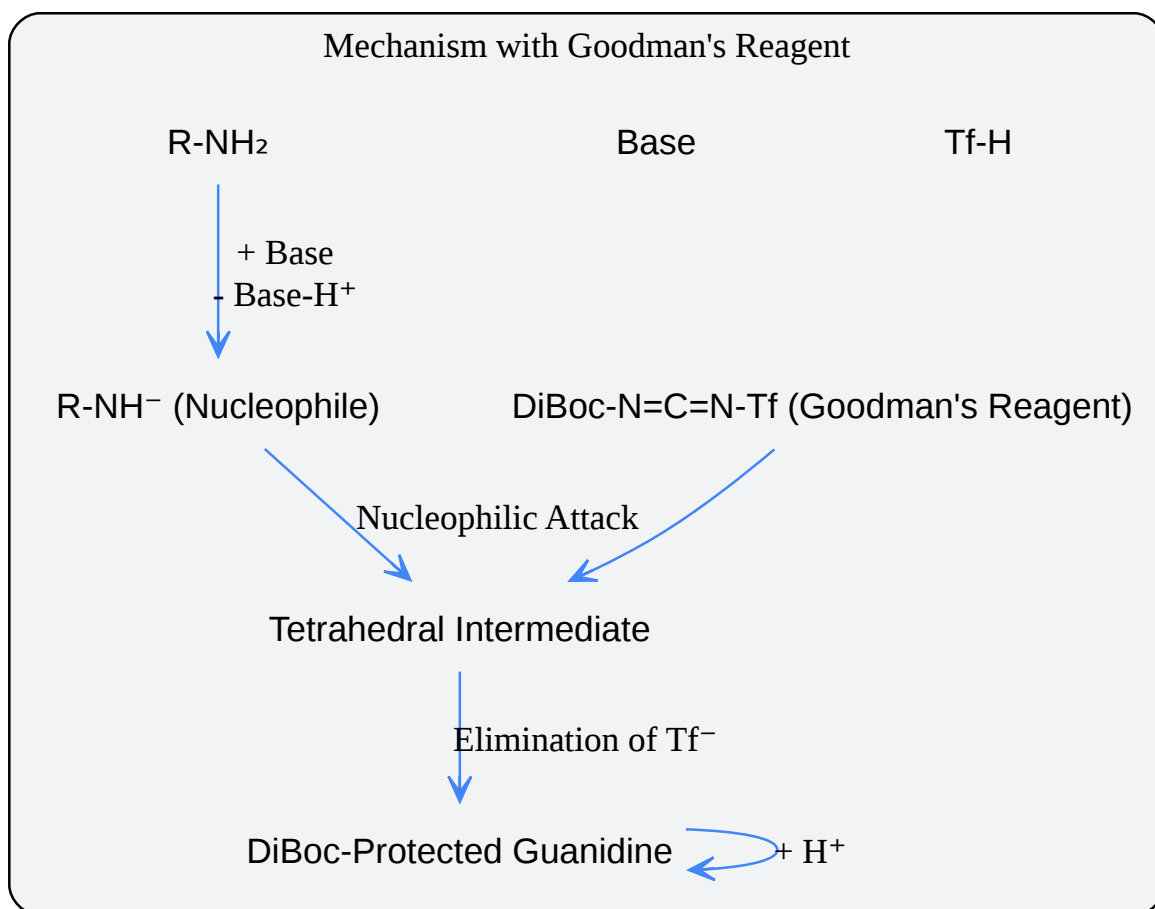 Mechanism with Goodman's Reagent
R-NH₂
Base
Tf-H
+ Base
- Base-H⁺
R-NH⁻ (Nucleophile)
DiBoc-N=C=N-Tf (Goodman's Reagent)
Nucleophilic Attack
Tetrahedral Intermediate
Elimination of Tf⁻
DiBoc-Protected Guanidine
+ H⁺